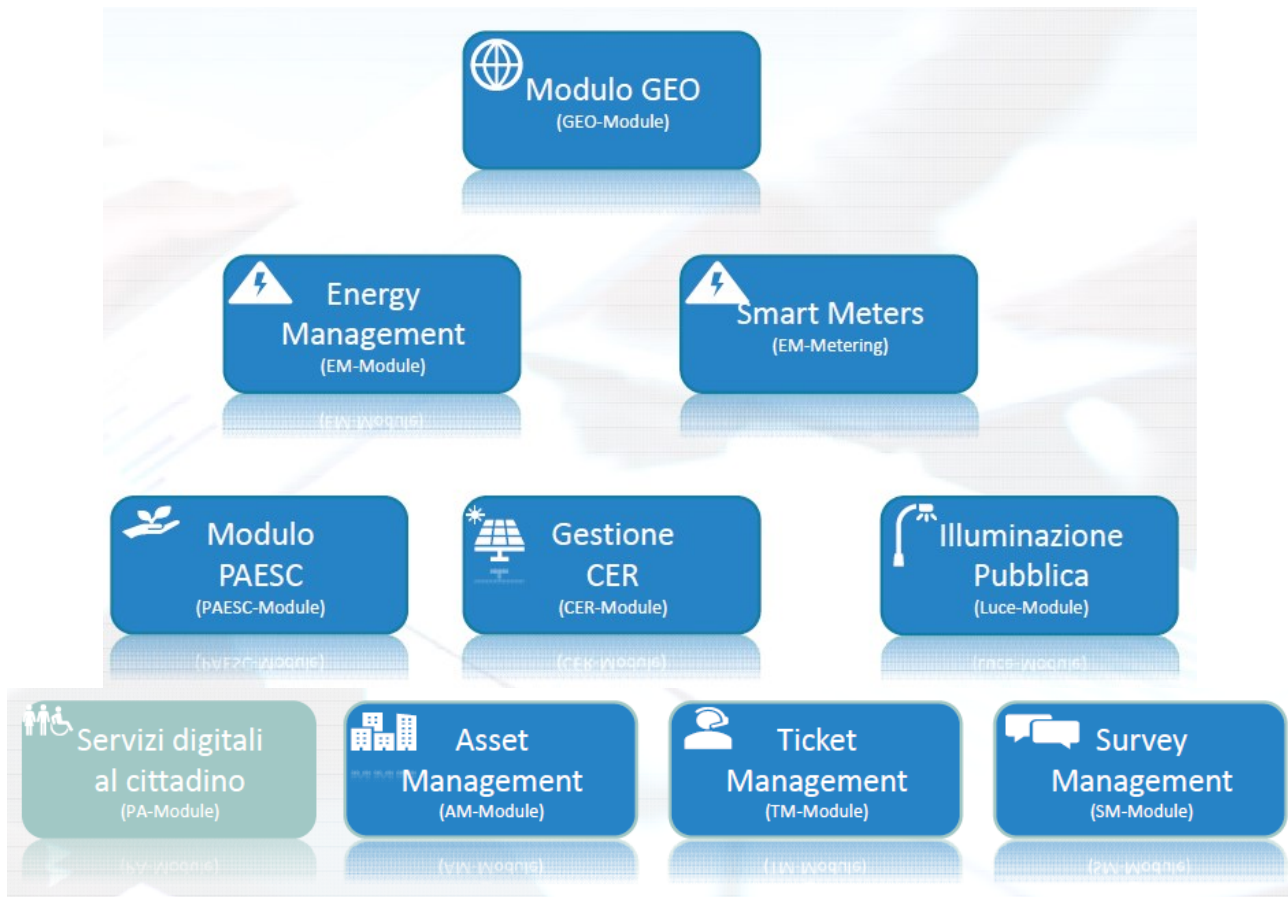 Modulo GEO
(GEO-Module)
Energy
Management
(EM-Module)
Smart Meters
(EM-Metering)
Modulo
PAESC
(PAESC-Module)
Gestione
CER
(CER-Module)
Illuminazione
Pubblica
(Luce-Module)
Servizi digitali
al cittadino
(PA-Module)
Asset
Management
(AM-Module)
Ticket
Management
(TM-Module)
Survey
Management
(SM-Module)